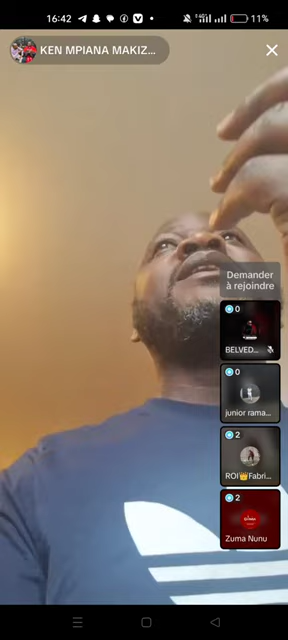 16:42
11%
KEN MPIANA MAKIZ...
Demander
à rejoindre
0
BELVED...
0
junior rama...
2
ROI👑Fabri...
2
Zuma Nunu